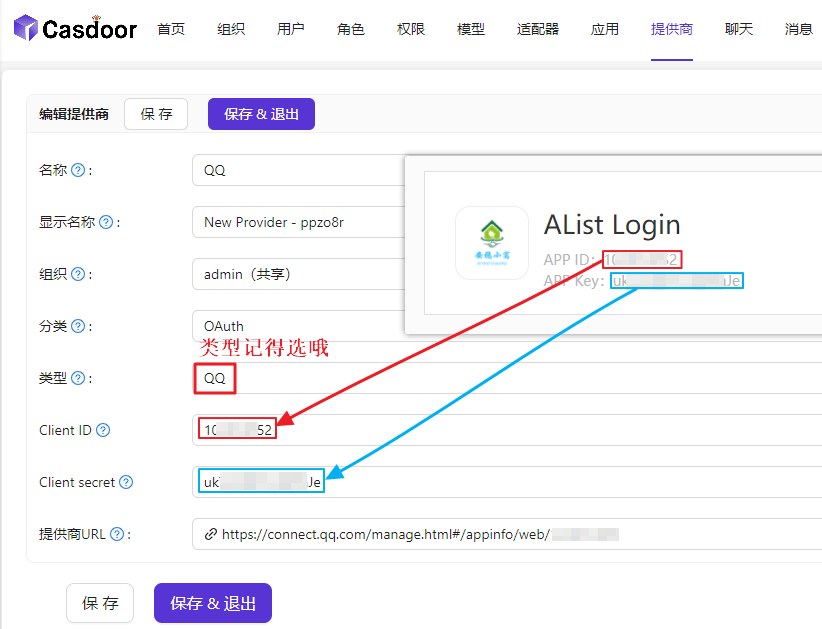 Casdoor 首页 组织 用户 角色 权限 模型 适配器 应用 提供商 聊天 消息
编辑提供商 保存 保存 & 退出
名称 ? : QQ
显示名称 ? : New Provider - ppzo8r
AList Login
组织 ? : admin（共享）
APP ID: 10 52
APP Key: uk Je
分类 ? : OAuth
类型记得选哦
类型 ? : QQ
Client ID ? 10 52
Client secret ? uk Je
提供商URL ? : https://connect.qq.com/manage.html#/appinfo/web/
保存 保存 & 退出